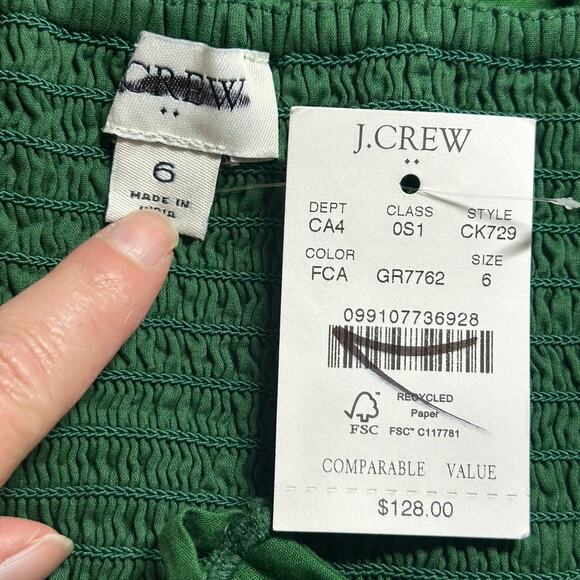 J.CREW
6
MADE IN
INDIA
J.CREW
DEPT CLASS STYLE
CA4 0S1 CK729
COLOR SIZE
FCA GR7762 6
099107736928
RECYCLED
Paper
FSC FSC™ C117781
COMPARABLE VALUE
$128.00